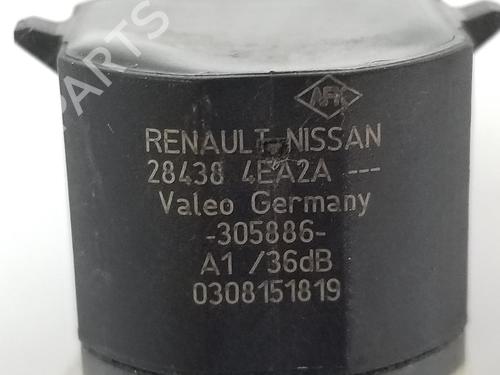 RENAULT-NISSAN
28438 4EA2A ---
Valeo Germany
-305886-
A1 /36dB
0308151819